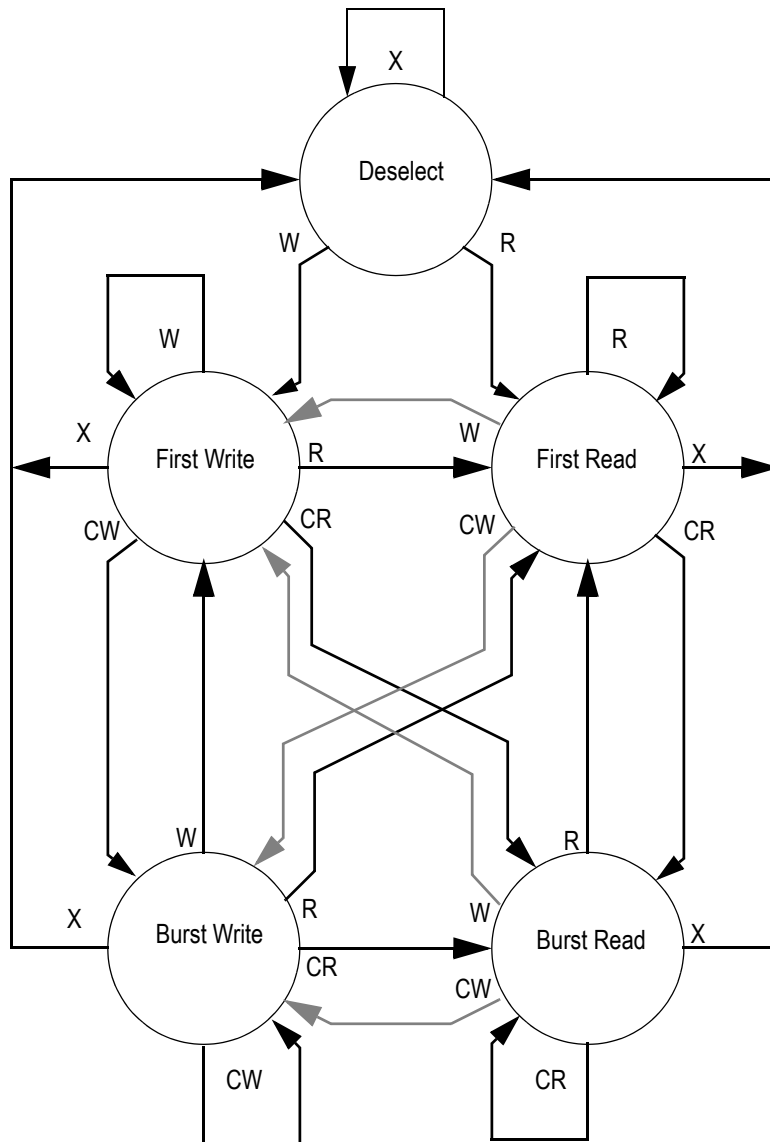 X
Deselect
W
R
W
R
X
W
First Write
R
First Read
X
CW
CR
CW
CR
W
R
X
R
W
X
Burst Write
Burst Read
CR
CW
CW
CR